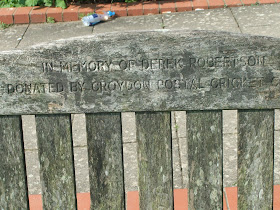 IN MEMORY OF DEREK ROBERTSON
DONATED BY CROYDON POSTAL CRICKET